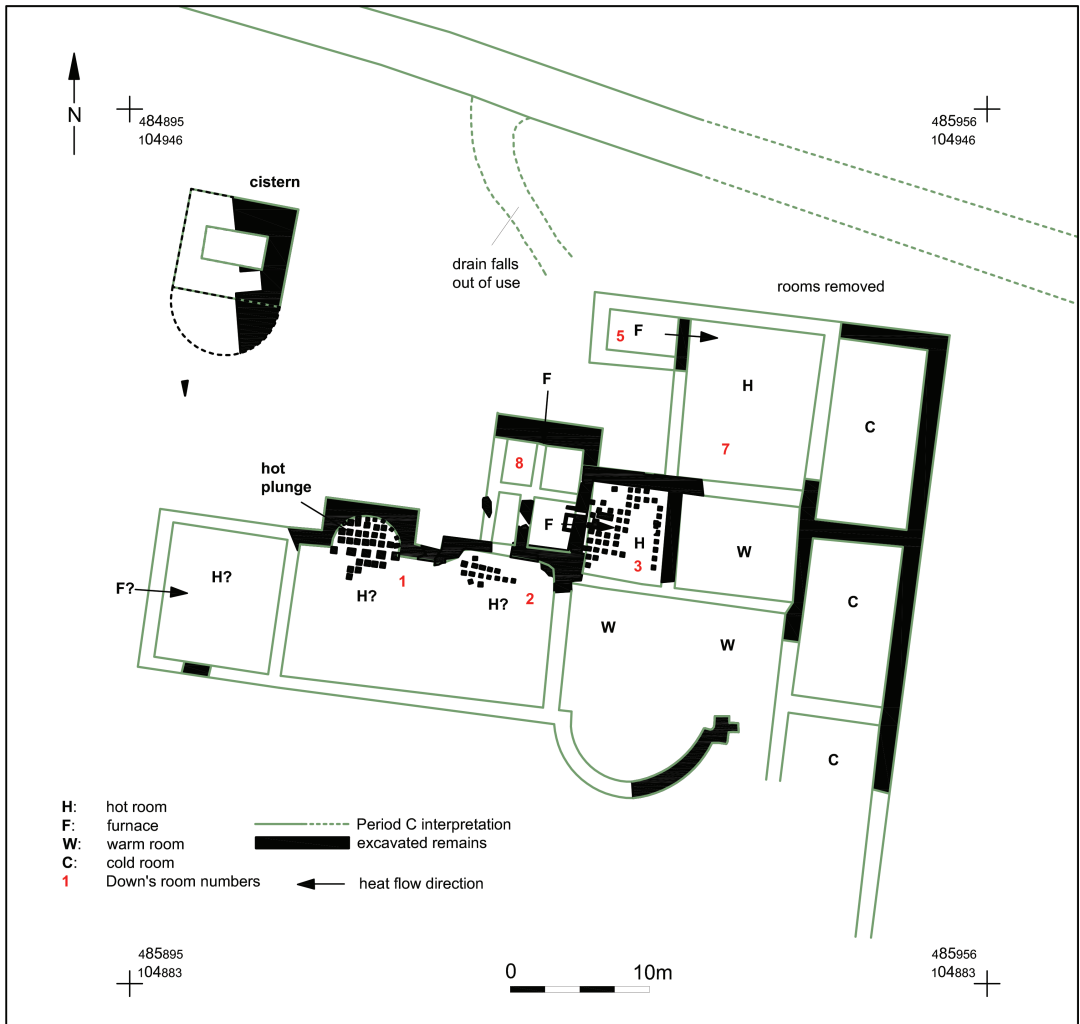 N
484895
104946
485956
104946
cistern
drain falls
out of use
rooms removed
5
F
H
7
C
F
8
hot
plunge
F
H
3
W
C
H?
F?
1
H?
H?
2
W
W
C
H: hot room
F: furnace
W: warm room
C: cold room
1 Down's room numbers
Period C interpretation
excavated remains
heat flow direction
485895
104883
0 10m
485956
104883